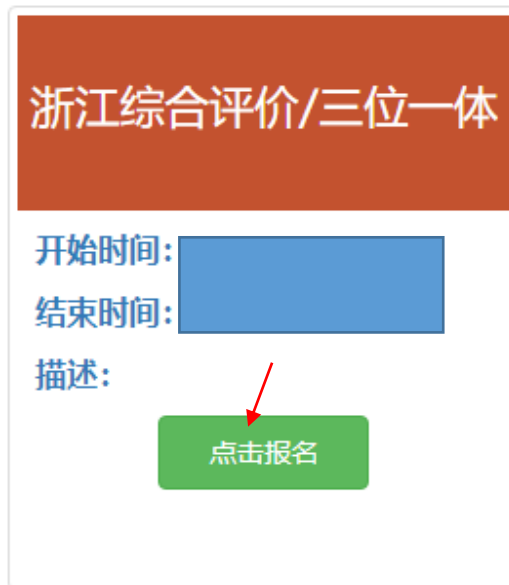 浙江综合评价/三位一体
开始时间：
结束时间：
描述：
点击报名